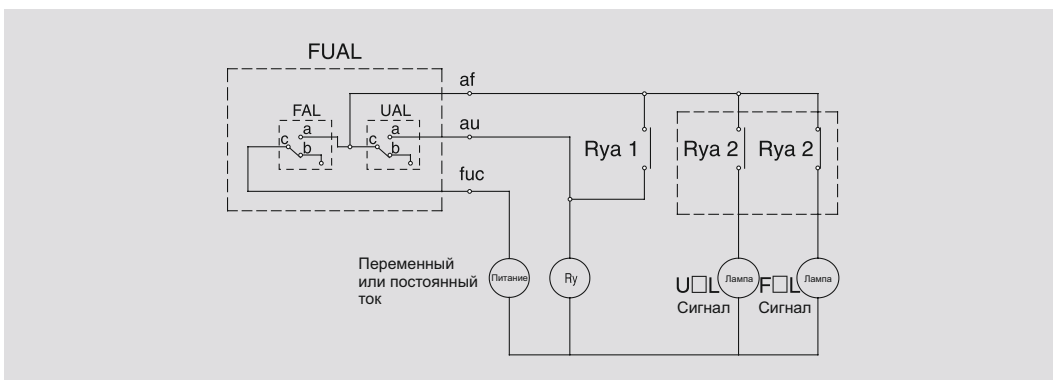 FUAL
af
FAL
UAL
a
a
c
b
c
b
au
fuc
Rya 1
Rya 2
Rya 2
Переменный
или постоянный
ток
Питание
Ry
U□L
Лампа
F□L
Лампа
Сигнал
Сигнал